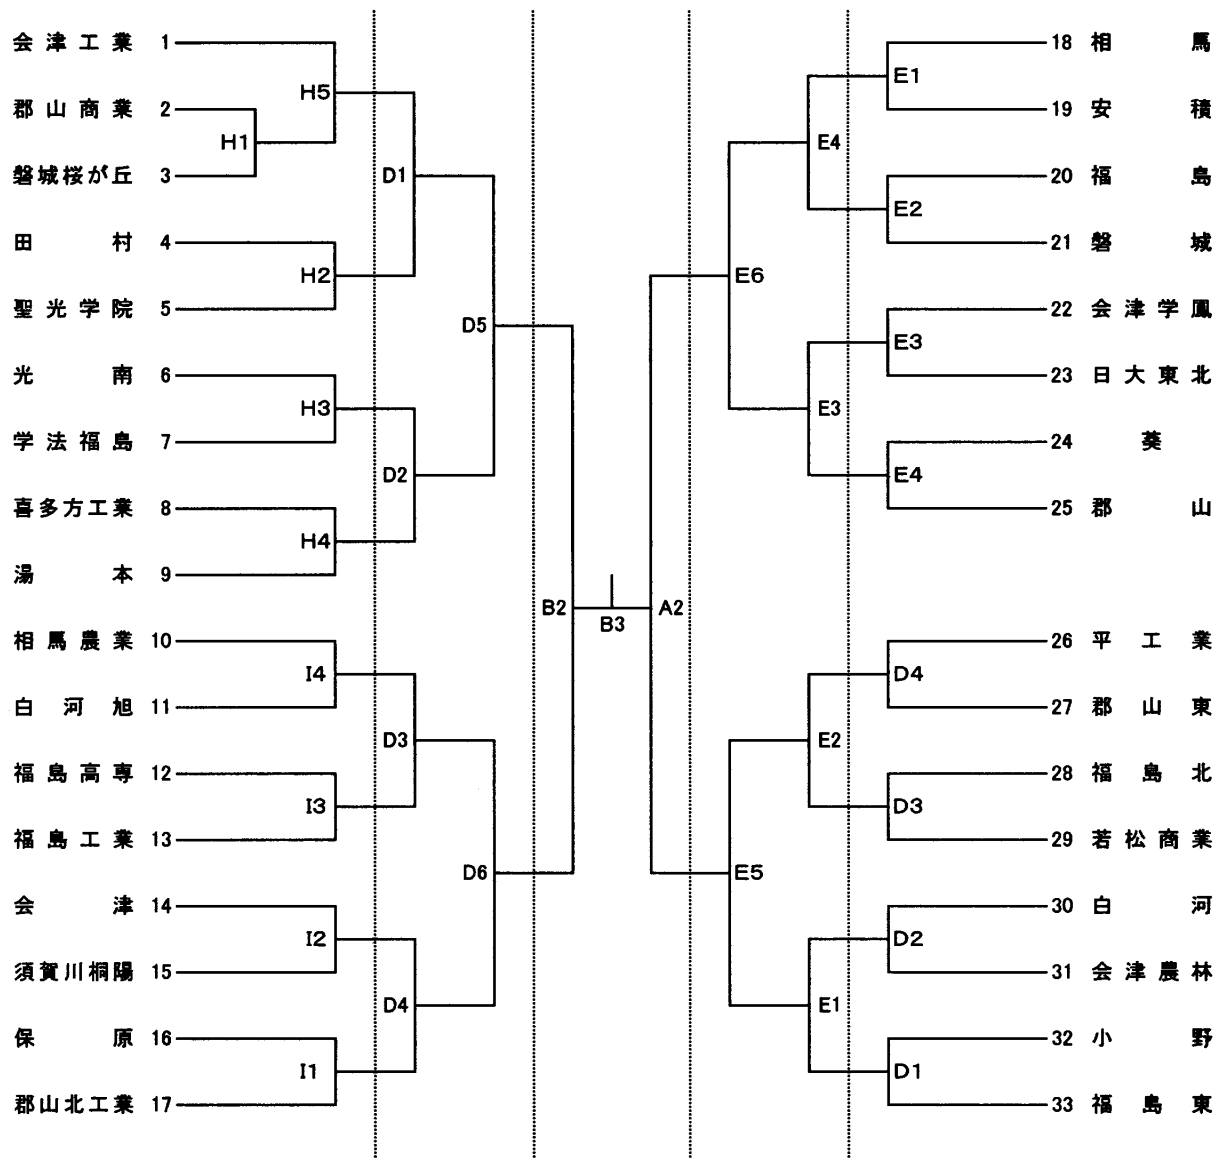 会津工業 1
郡山商業 2
磐城桜が丘 3
田村 4
聖光学院 5
光南 6
学法福島 7
喜多方工業 8
湯本 9
相馬農業 10
白河旭 11
福島高専 12
福島工業 13
会津 14
須賀川桐陽 15
保原 16
郡山北工業 17
H5
H1
H2
H3
H4
I4
I3
I2
I1
D1
D2
D3
D4
D5
D6
B2
B3
A2
E6
E5
E4
E3
E2
E1
E1
E2
E3
E4
D4
D3
D2
D1
18 相馬
19 安積
20 福島
21 磐城
22 会津学鳳
23 日大東北
24 葵
25 郡山
26 平工業
27 郡山東
28 福島北
29 若松商業
30 白河
31 会津農林
32 小野
33 福島東